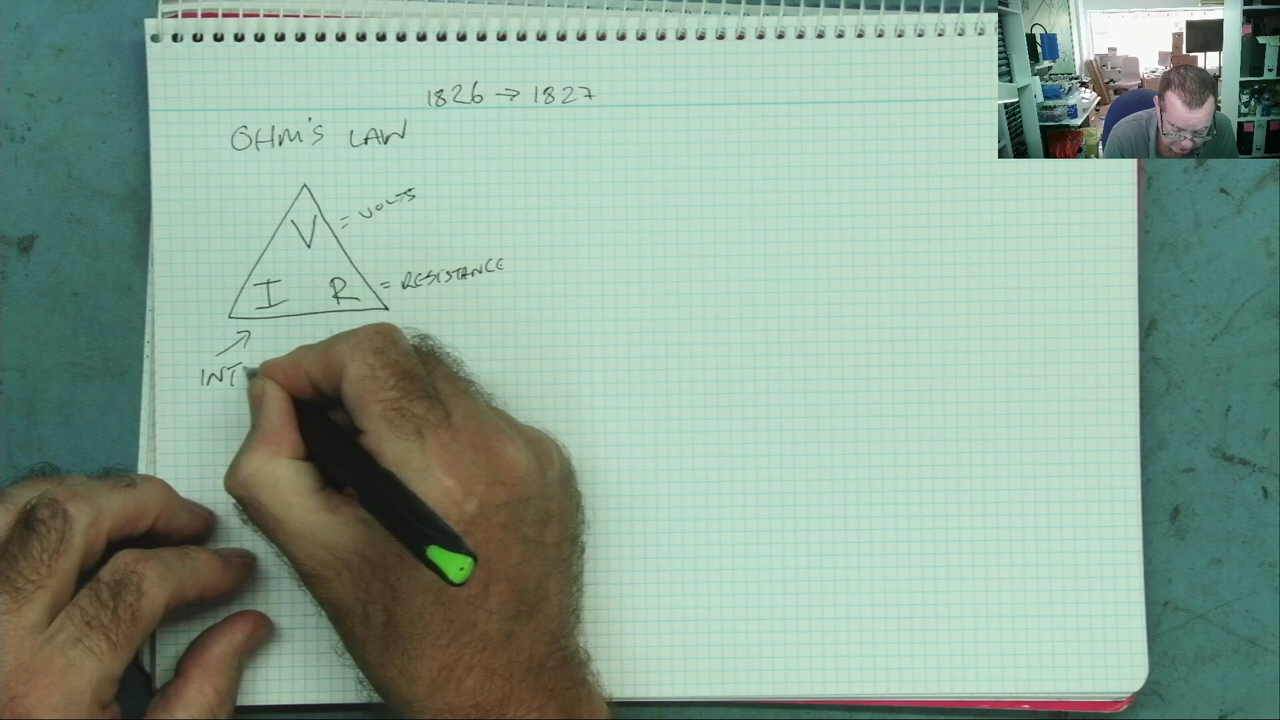 1826 → 1827
OHM'S LAW
V = VOLTS
I R = RESISTANCE
INT